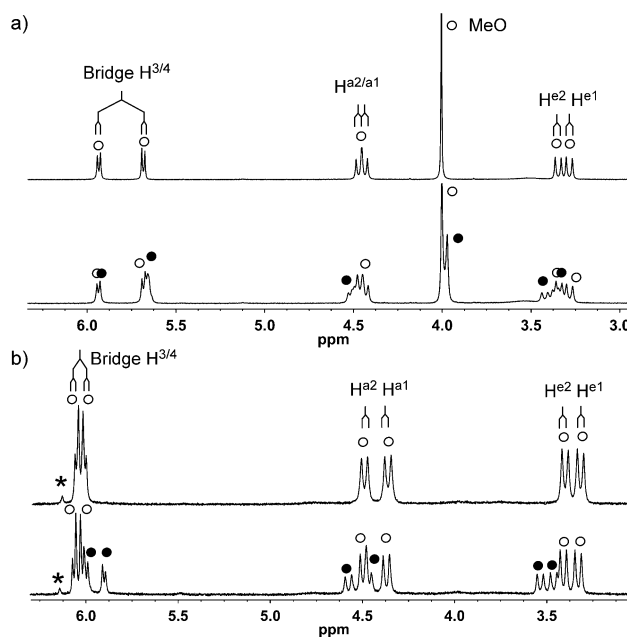 a)
MeO
Bridge H3/4
Ha2/a1
He2 He1
6.0 5.5 5.0 4.5 4.0 3.5 3.0
ppm ppm
b)
Bridge H3/4
Ha2 Ha1 He2 He1
*
*
6.0 5.5 5.0 4.5 4.0 3.5
ppm ppm